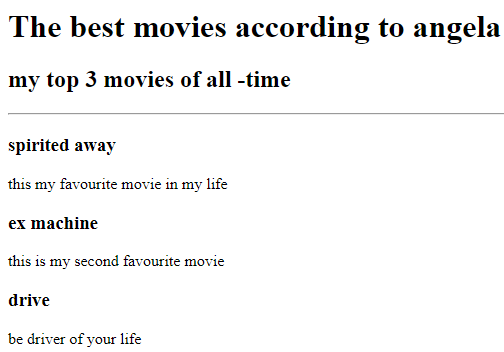 The best movies according to angela
my top 3 movies of all -time
spirited away
this my favourite movie in my life
ex machine
this is my second favourite movie
drive
be driver of your life